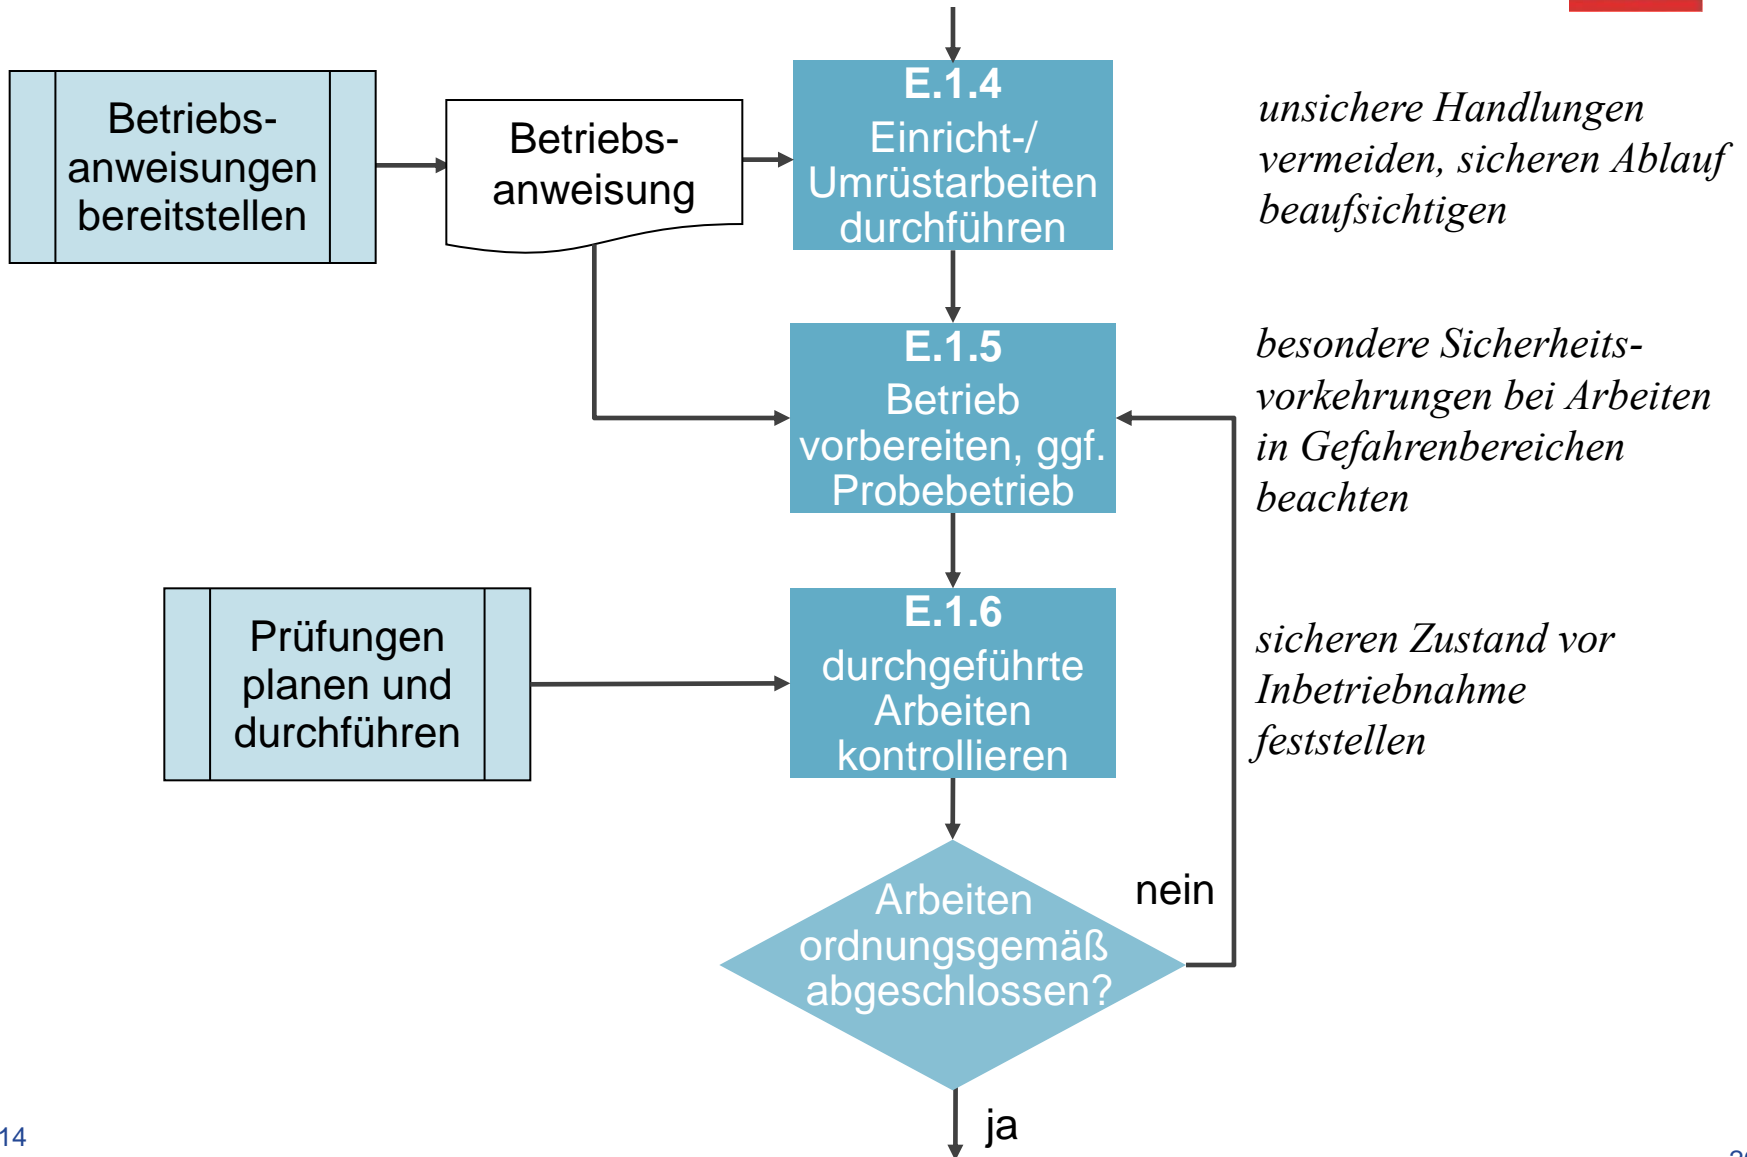 Betriebs-
anweisungen
bereitstellen
Betriebs-
anweisung
E.1.4
Einricht-/
Umrüstarbeiten
durchführen
unsichere Handlungen
vermeiden, sicheren Ablauf
beaufsichtigen
E.1.5
Betrieb
vorbereiten, ggf.
Probebetrieb
besondere Sicherheits-
vorkehrungen bei Arbeiten
in Gefahrenbereichen
beachten
Prüfungen
planen und
durchführen
E.1.6
durchgeführte
Arbeiten
kontrollieren
sicheren Zustand vor
Inbetriebnahme
feststellen
Arbeiten
ordnungsgemäß
abgeschlossen?
nein
ja
14